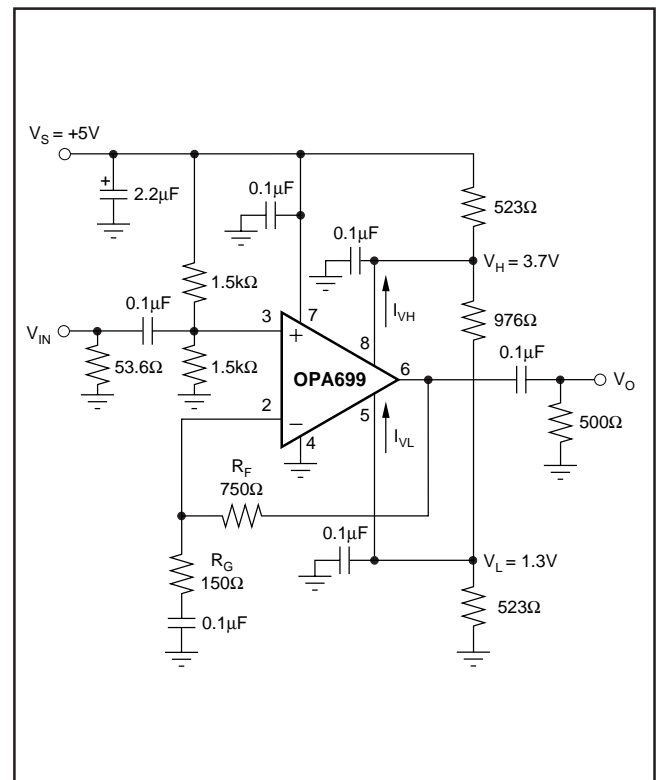 V_S = +5V
+
2.2µF
0.1µF
523Ω
0.1µF
V_H = 3.7V
1.5kΩ
I_VH
976Ω
0.1µF
7
V_IN
3
8
0.1µF
+
6
V_O
53.6Ω
1.5kΩ
OPA699
2
5
500Ω
−
4
I_VL
R_F
750Ω
0.1µF
V_L = 1.3V
R_G
150Ω
523Ω
0.1µF